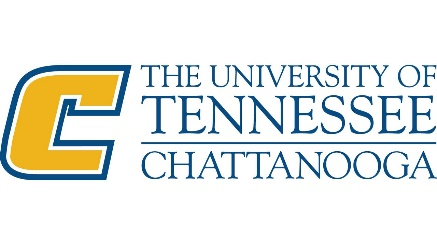 C
THE UNIVERSITY OF
TENNESSEE
CHATTANOOGA